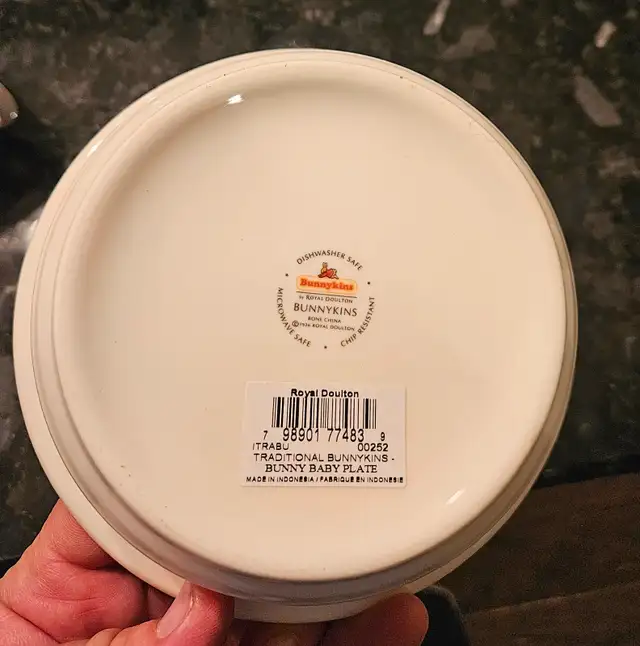 DISHWASHER SAFE
Bunnykins
by ROYAL DOULTON
BUNNYKINS
BONE CHINA
©1936 ROYAL DOULTON
MICROWAVE SAFE
CHIP RESISTANT
Royal Doulton
7 98901 77483 9
ITRABU 00252
TRADITIONAL BUNNYKINS -
BUNNY BABY PLATE
MADE IN INDONESIA / FABRIQUÉ EN INDONESIE